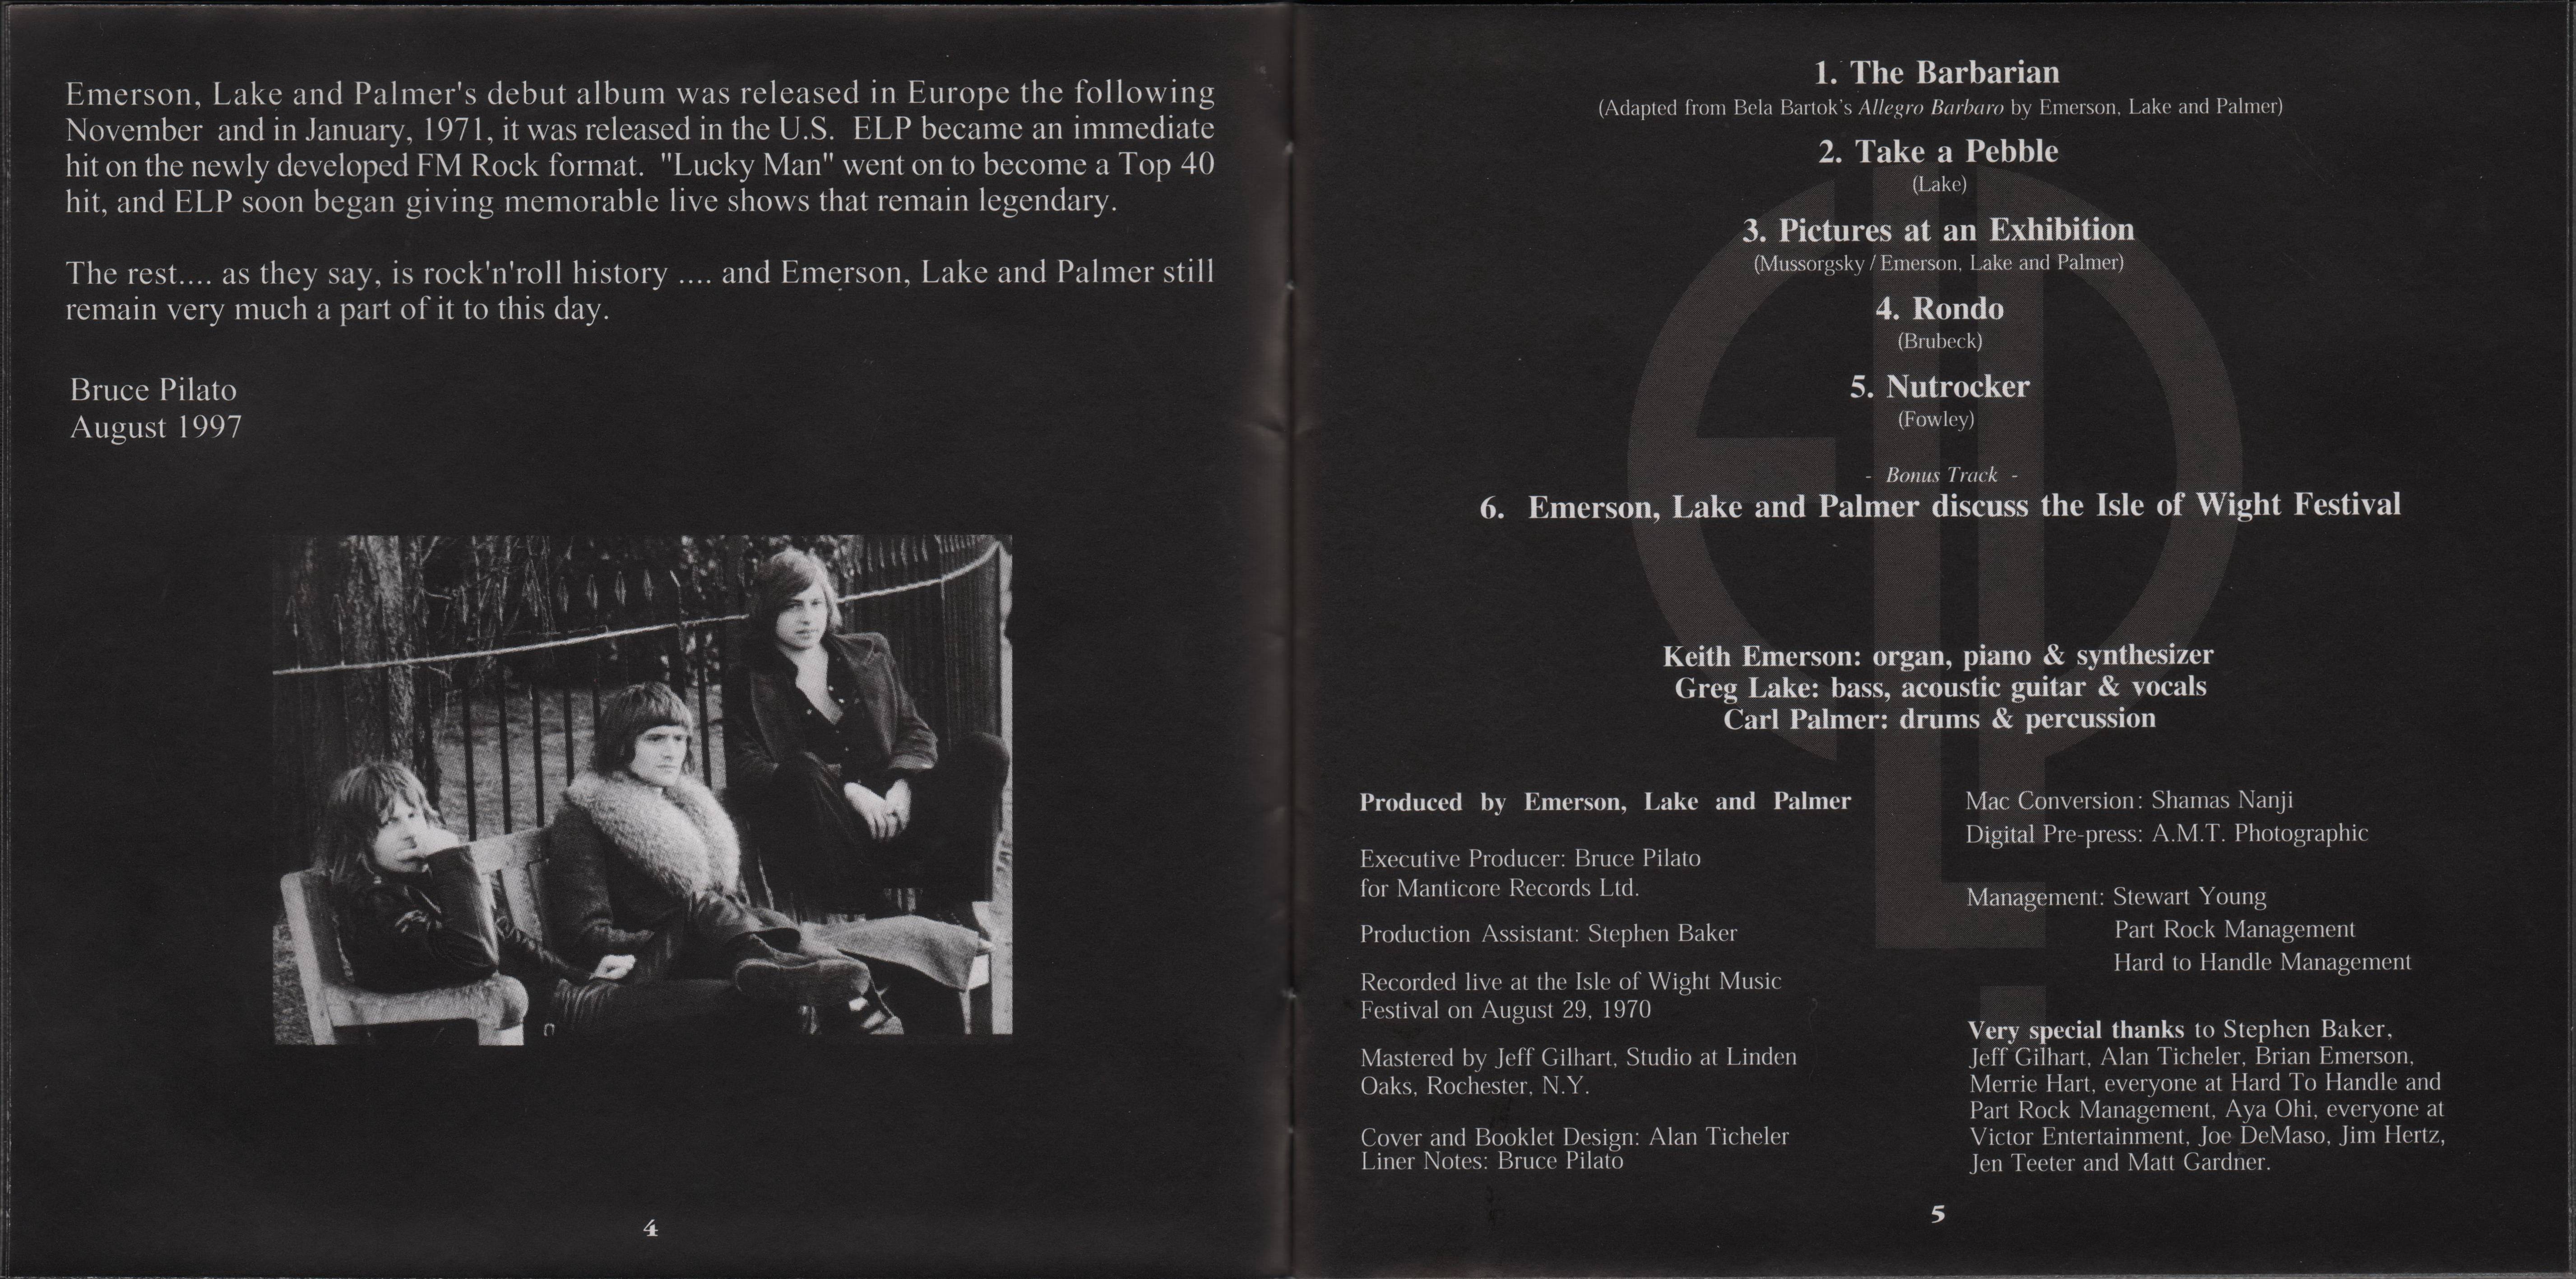 Emerson, Lake and Palmer's debut album was released in Europe the following
November and in January, 1971, it was released in the U.S. ELP became an immediate
hit on the newly developed FM Rock format. "Lucky Man" went on to become a Top 40
hit, and ELP soon began giving memorable live shows that remain legendary.
The rest.... as they say, is rock'n'roll history .... and Emerson, Lake and Palmer still
remain very much a part of it to this day.
Bruce Pilato
August 1997
4
1. The Barbarian
(Adapted from Bela Bartok's Allegro Barbaro by Emerson, Lake and Palmer)
2. Take a Pebble
(Lake)
3. Pictures at an Exhibition
(Mussorgsky / Emerson, Lake and Palmer)
4. Rondo
(Brubeck)
5. Nutrocker
(Fowley)
- Bonus Track -
6. Emerson, Lake and Palmer discuss the Isle of Wight Festival
Keith Emerson: organ, piano & synthesizer
Greg Lake: bass, acoustic guitar & vocals
Carl Palmer: drums & percussion
Produced by Emerson, Lake and Palmer
Executive Producer: Bruce Pilato
for Manticore Records Ltd.
Production Assistant: Stephen Baker
Recorded live at the Isle of Wight Music
Festival on August 29, 1970
Mastered by Jeff Gilhart, Studio at Linden
Oaks, Rochester, N.Y.
Cover and Booklet Design: Alan Ticheler
Liner Notes: Bruce Pilato
Mac Conversion: Shamas Nanji
Digital Pre-press: A.M.T. Photographic
Management: Stewart Young
Part Rock Management
Hard to Handle Management
Very special thanks to Stephen Baker,
Jeff Gilhart, Alan Ticheler, Brian Emerson,
Merrie Hart, everyone at Hard To Handle and
Part Rock Management, Aya Ohi, everyone at
Victor Entertainment, Joe DeMaso, Jim Hertz,
Jen Teeter and Matt Gardner.
5
ELP